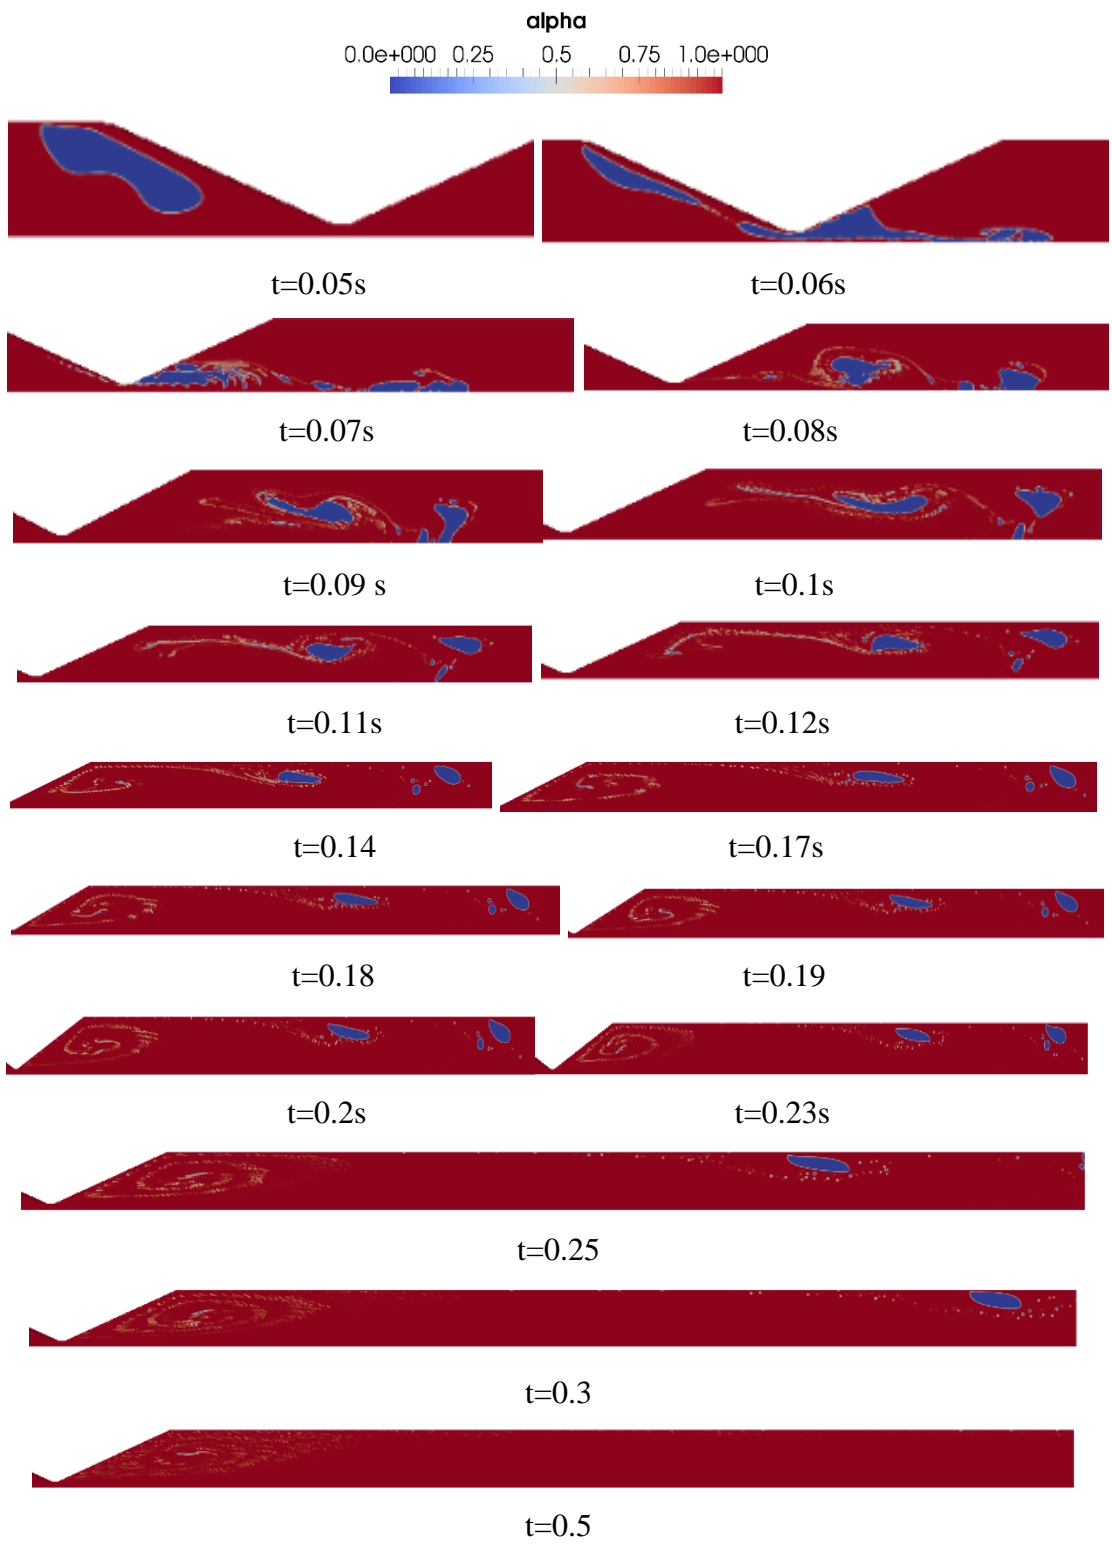 alpha
0.0e+000 0.25 0.5 0.75 1.0e+000
t=0.05s t=0.06s
t=0.07s t=0.08s
t=0.09 s t=0.1s
t=0.11s t=0.12s
t=0.14 t=0.17s
t=0.18 t=0.19
t=0.2s t=0.23s
t=0.25
t=0.3
t=0.5